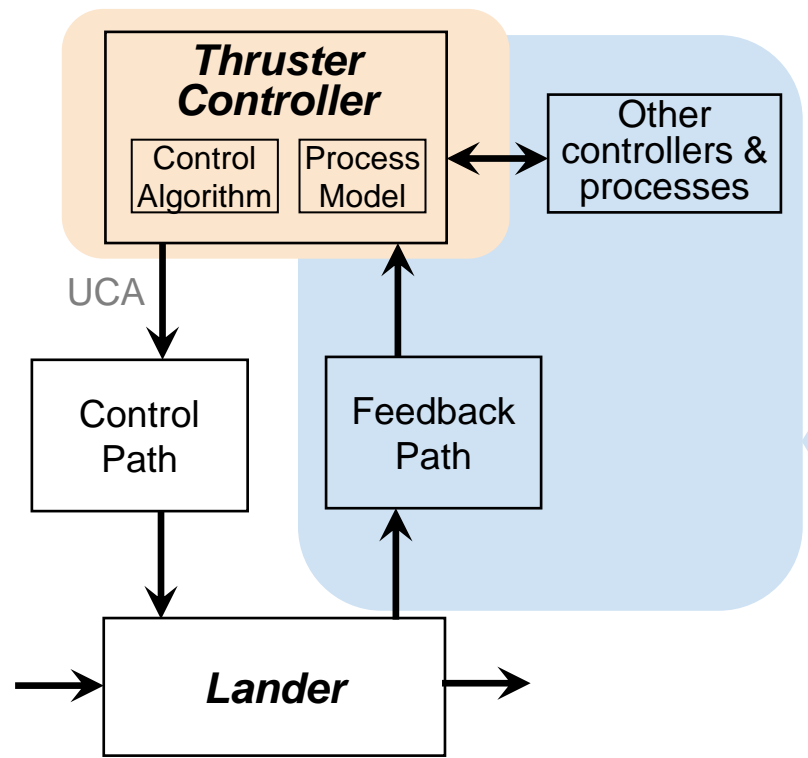 Thruster
Controller
Control
Algorithm
Process
Model
Other
controllers &
processes
UCA
Control
Path
Feedback
Path
Lander